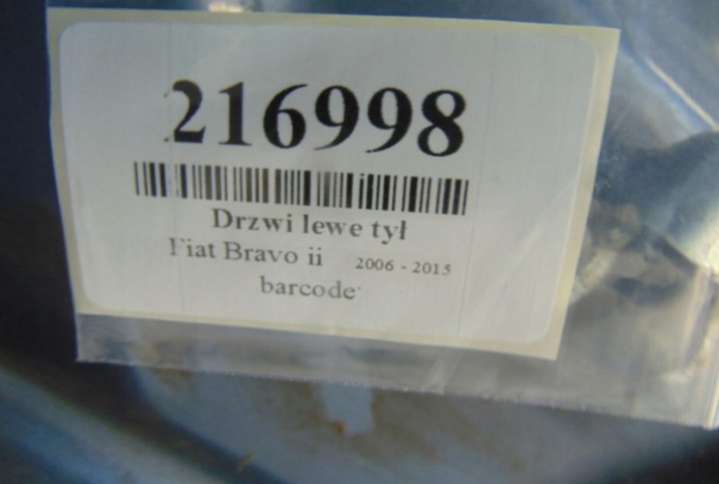 216998
Drzwi lewe tył
Fiat Bravo ii 2006 - 2015
barcode